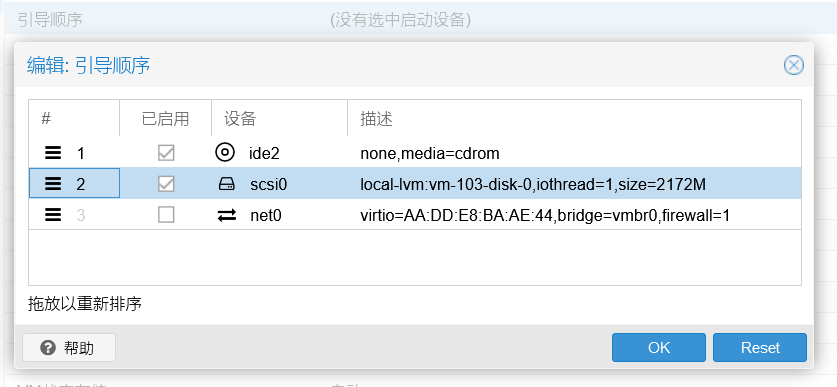 引导顺序 (没有选中启动设备)
编辑: 引导顺序
# 已启用 设备 描述
1 ide2 none,media=cdrom
2 scsi0 local-lvm:vm-103-disk-0,iothread=1,size=2172M
3 net0 virtio=AA:DD:E8:BA:AE:44,bridge=vmbr0,firewall=1
拖放以重新排序
帮助 OK Reset